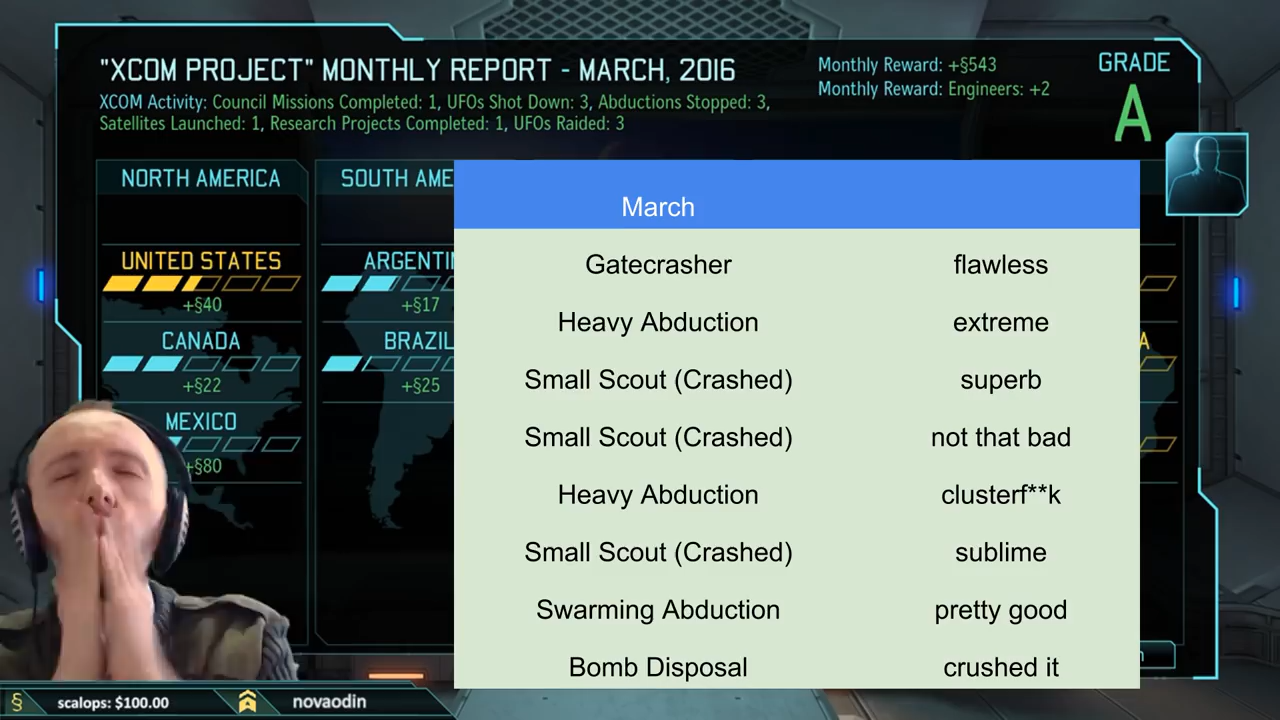 "XCOM PROJECT" MONTHLY REPORT - MARCH, 2016
XCOM Activity: Council Missions Completed: 1, UFOs Shot Down: 3, Abductions Stopped: 3,
Satellites Launched: 1, Research Projects Completed: 1, UFOs Raided: 3
Monthly Reward: +§543
Monthly Reward: Engineers: +2
GRADE
A
NORTH AMERICA
UNITED STATES
+§40
CANADA
+§22
MEXICO
+§80
SOUTH AME
ARGENTI
+§17
BRAZIL
+§25
March
Gatecrasher flawless
Heavy Abduction extreme
Small Scout (Crashed) superb
Small Scout (Crashed) not that bad
Heavy Abduction clusterf**k
Small Scout (Crashed) sublime
Swarming Abduction pretty good
Bomb Disposal crushed it
A
n
§ scalops: $100.00 novaodin